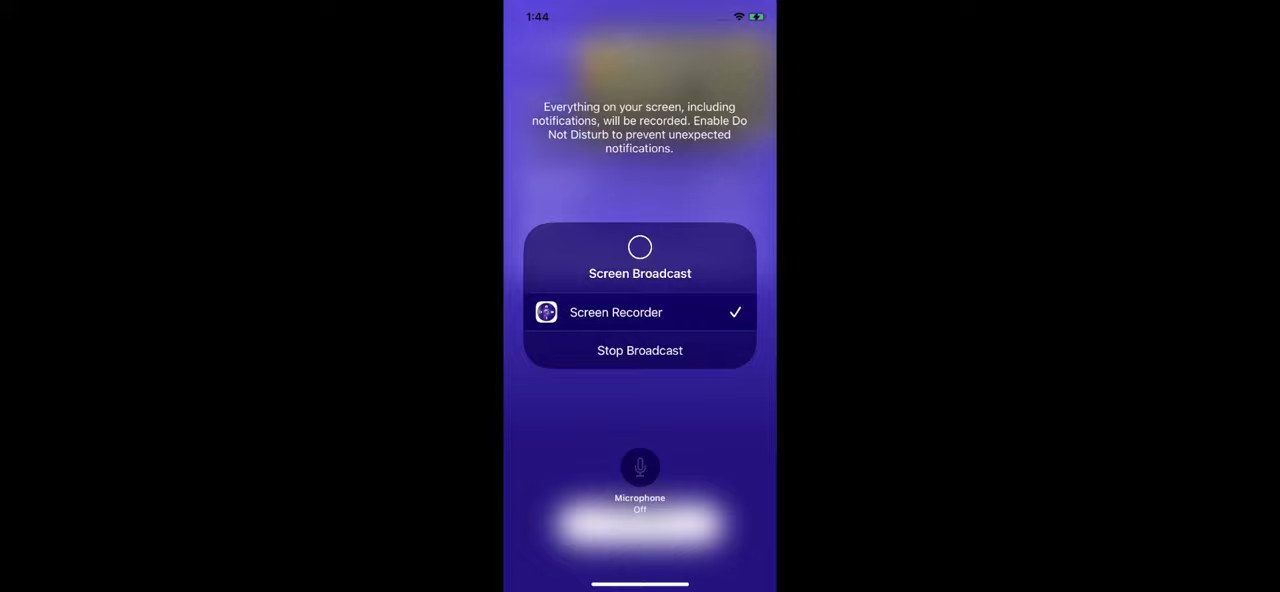 1:44
Everything on your screen, including
notifications, will be recorded. Enable Do
Not Disturb to prevent unexpected
notifications.
Screen Broadcast
Screen Recorder
Stop Broadcast
Microphone
Off